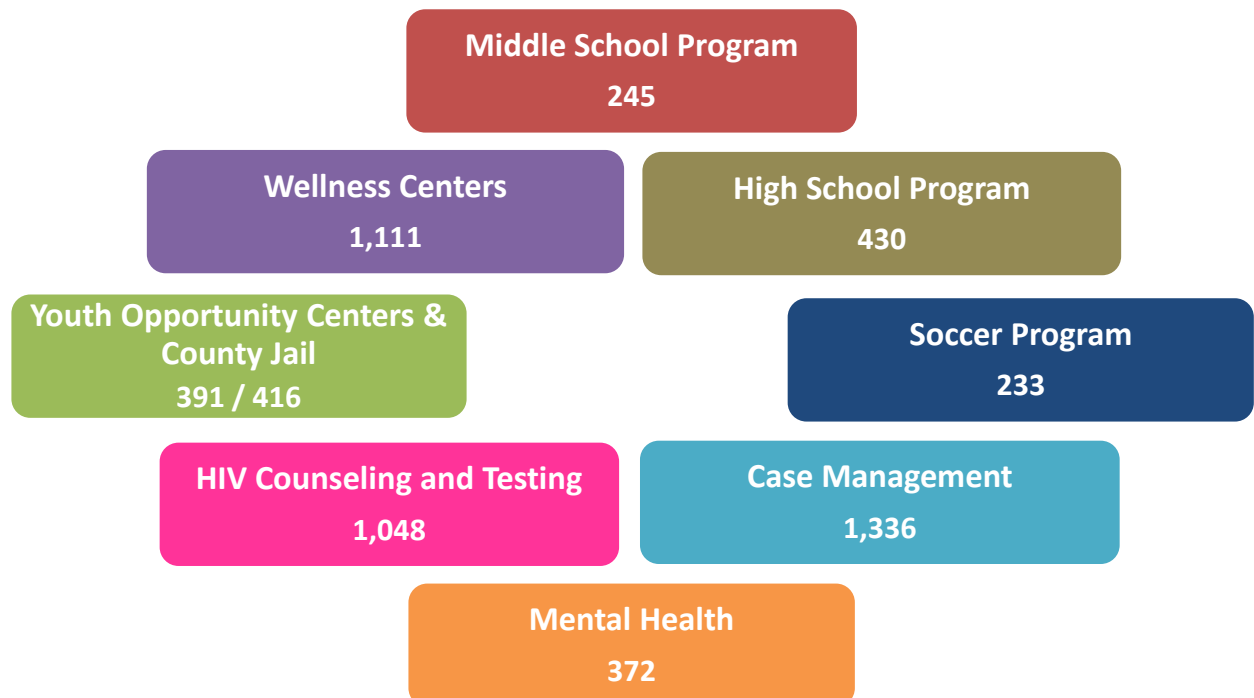 Middle School Program
245
Wellness Centers
1,111
High School Program
430
Youth Opportunity Centers &
County Jail
391 / 416
Soccer Program
233
HIV Counseling and Testing
1,048
Case Management
1,336
Mental Health
372